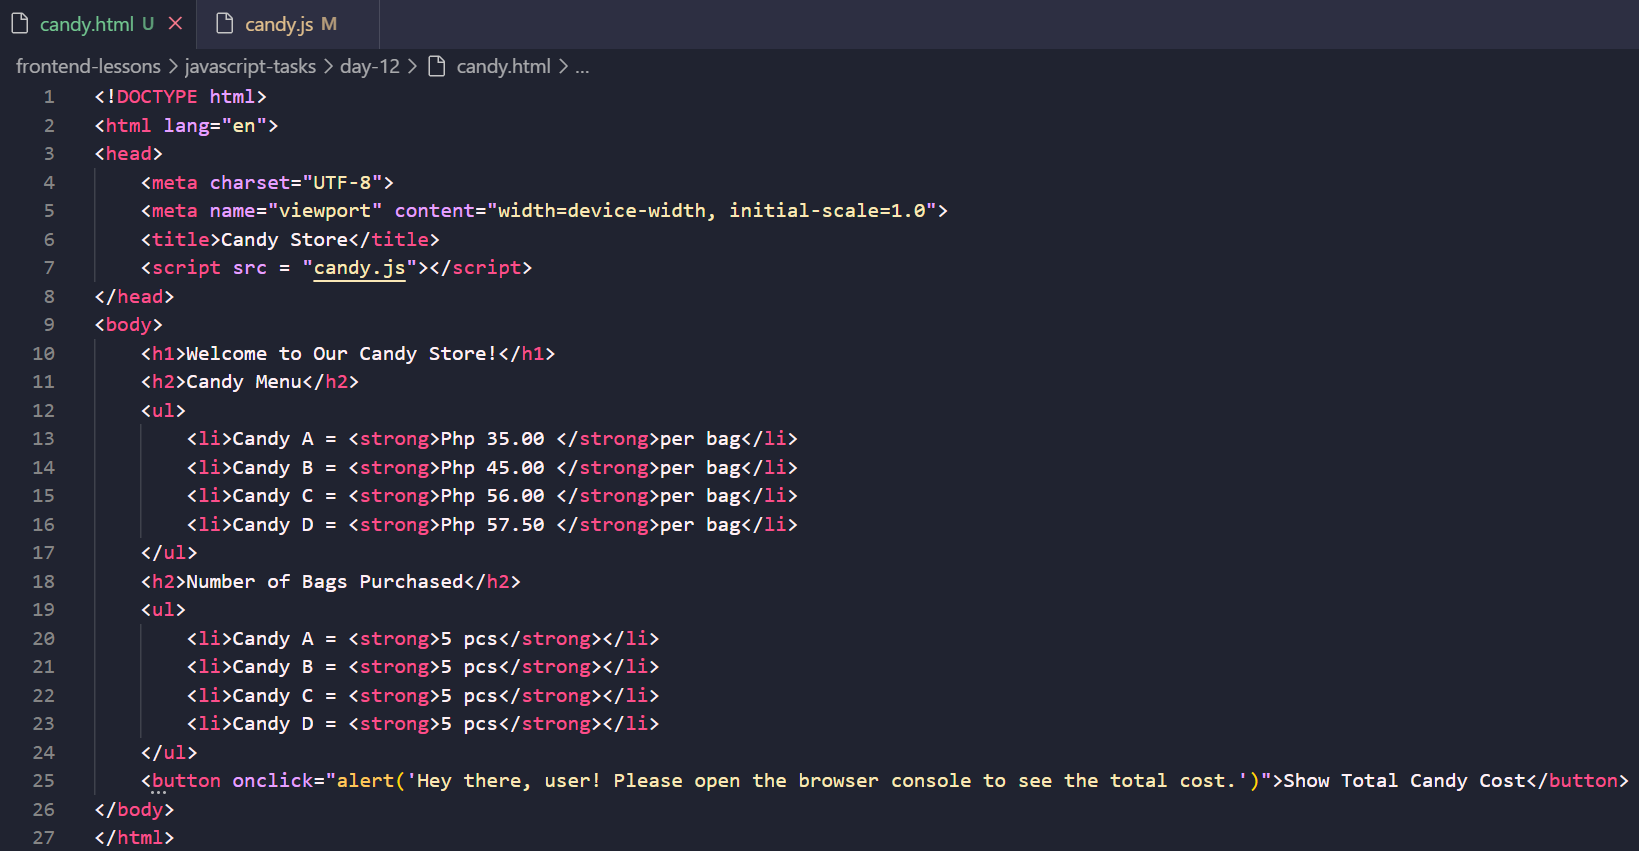 candy.html U × candy.js M
frontend-lessons > javascript-tasks > day-12 > candy.html > ...
1 <!DOCTYPE html>
2 <html lang="en">
3 <head>
4     <meta charset="UTF-8">
5     <meta name="viewport" content="width=device-width, initial-scale=1.0">
6     <title>Candy Store</title>
7     <script src = "candy.js"></script>
8 </head>
9 <body>
10     <h1>Welcome to Our Candy Store!</h1>
11     <h2>Candy Menu</h2>
12     <ul>
13         <li>Candy A = <strong>Php 35.00 </strong>per bag</li>
14         <li>Candy B = <strong>Php 45.00 </strong>per bag</li>
15         <li>Candy C = <strong>Php 56.00 </strong>per bag</li>
16         <li>Candy D = <strong>Php 57.50 </strong>per bag</li>
17     </ul>
18     <h2>Number of Bags Purchased</h2>
19     <ul>
20         <li>Candy A = <strong>5 pcs</strong></li>
21         <li>Candy B = <strong>5 pcs</strong></li>
22         <li>Candy C = <strong>5 pcs</strong></li>
23         <li>Candy D = <strong>5 pcs</strong></li>
24     </ul>
25     <button onclick="alert('Hey there, user! Please open the browser console to see the total cost.')">Show Total Candy Cost</button>
26 </body>
27 </html>